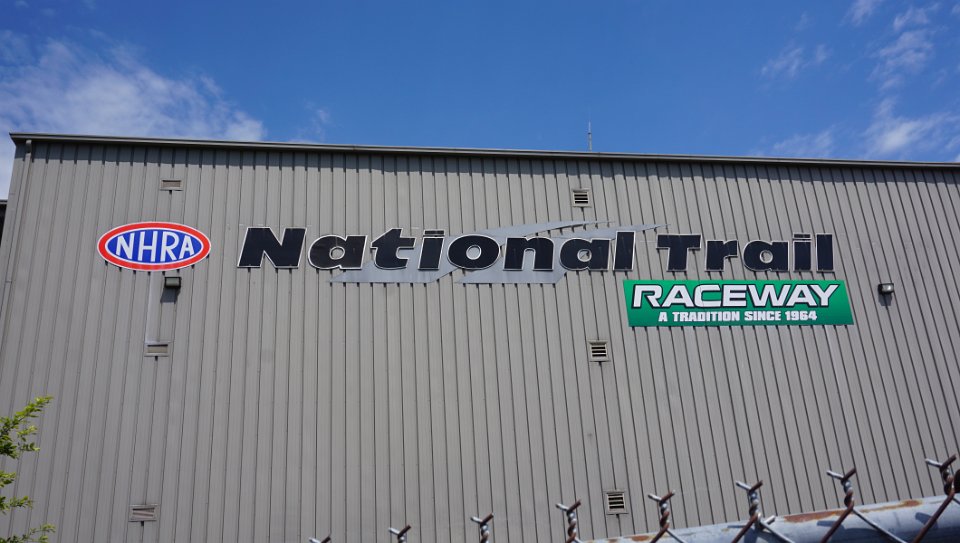 NHRA
National Trail
RACEWAY
A TRADITION SINCE 1964